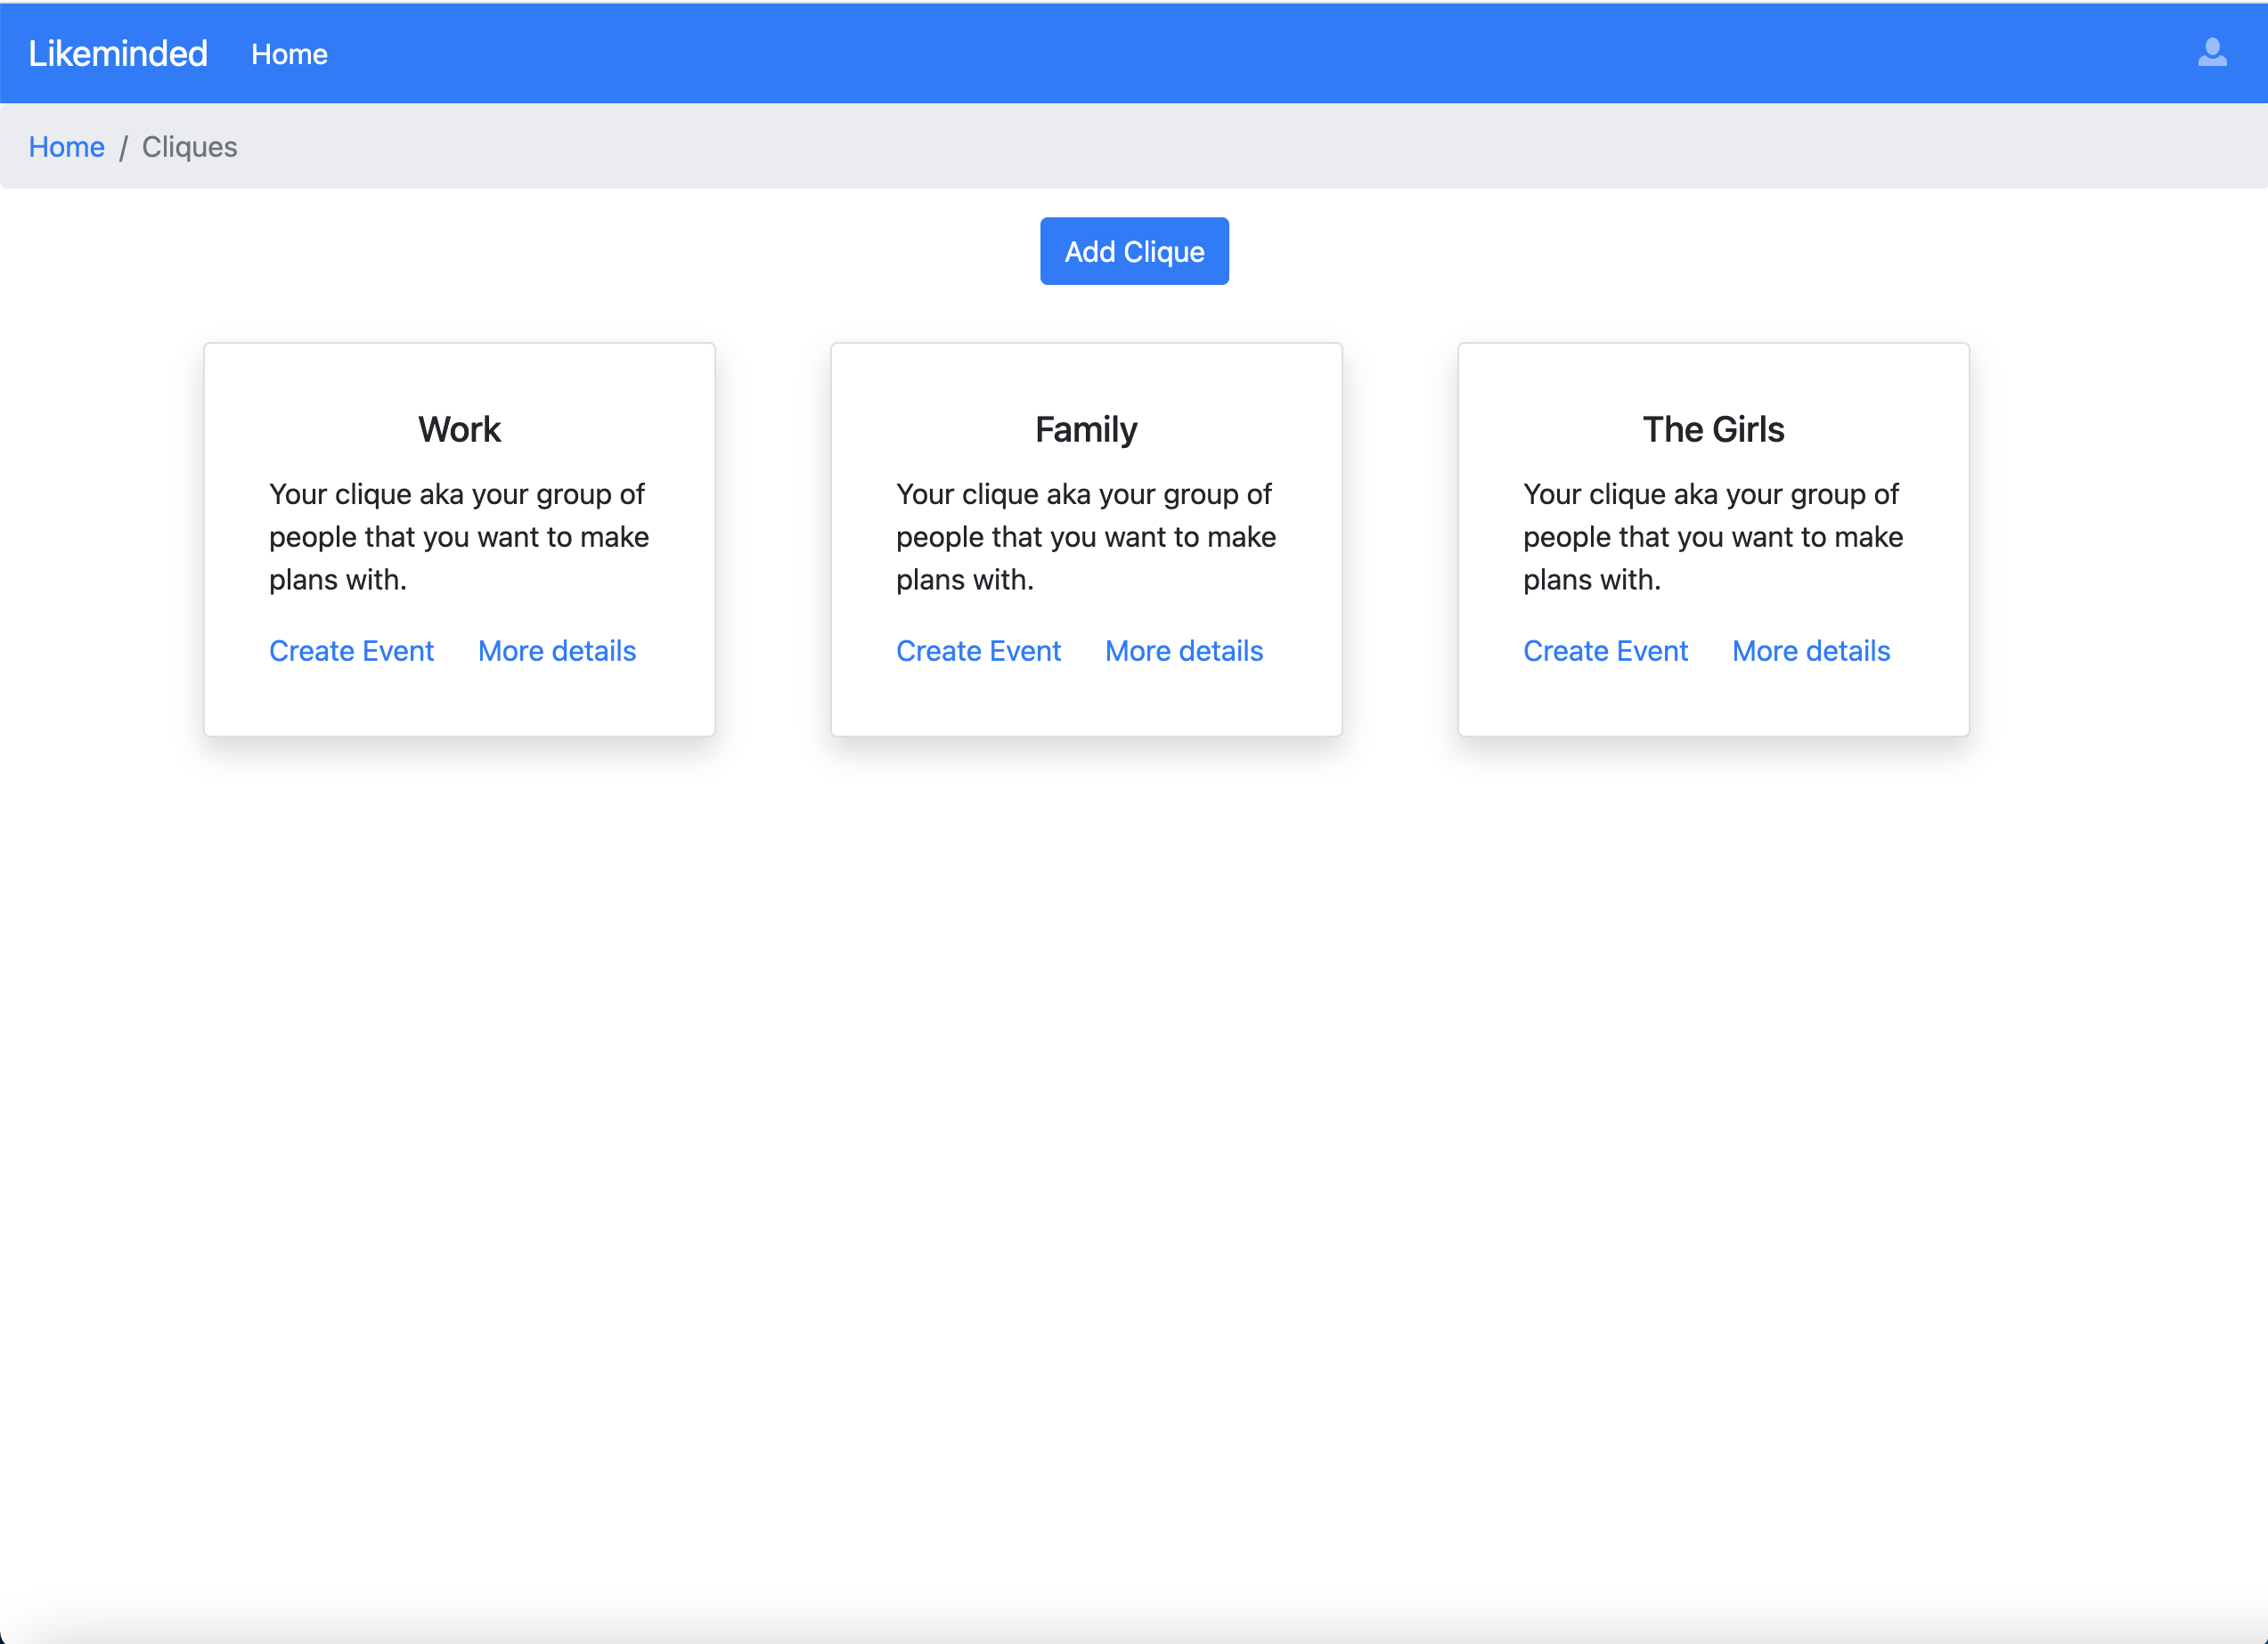 Likeminded Home
Home / Cliques
Add Clique
Work
Your clique aka your group of
people that you want to make
plans with.
Create Event More details
Family
Your clique aka your group of
people that you want to make
plans with.
Create Event More details
The Girls
Your clique aka your group of
people that you want to make
plans with.
Create Event More details